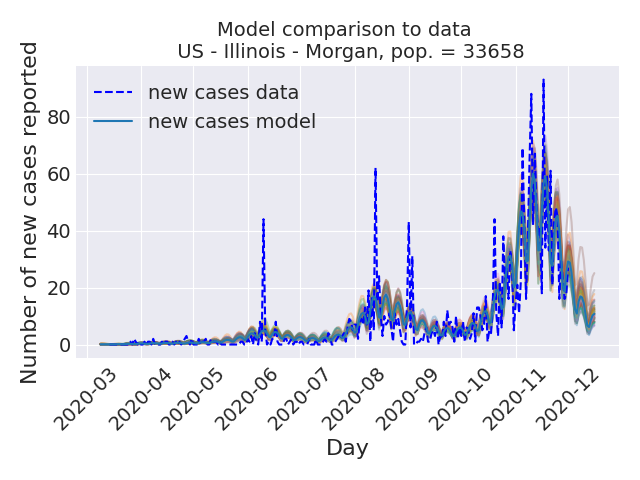 Model comparison to data
US - Illinois - Morgan, pop. = 33658
Number of new cases reported
80
60
40
20
0
new cases data
new cases model
2020-03
2020-04
2020-05
2020-06
2020-07
2020-08
2020-09
2020-10
2020-11
2020-12
Day